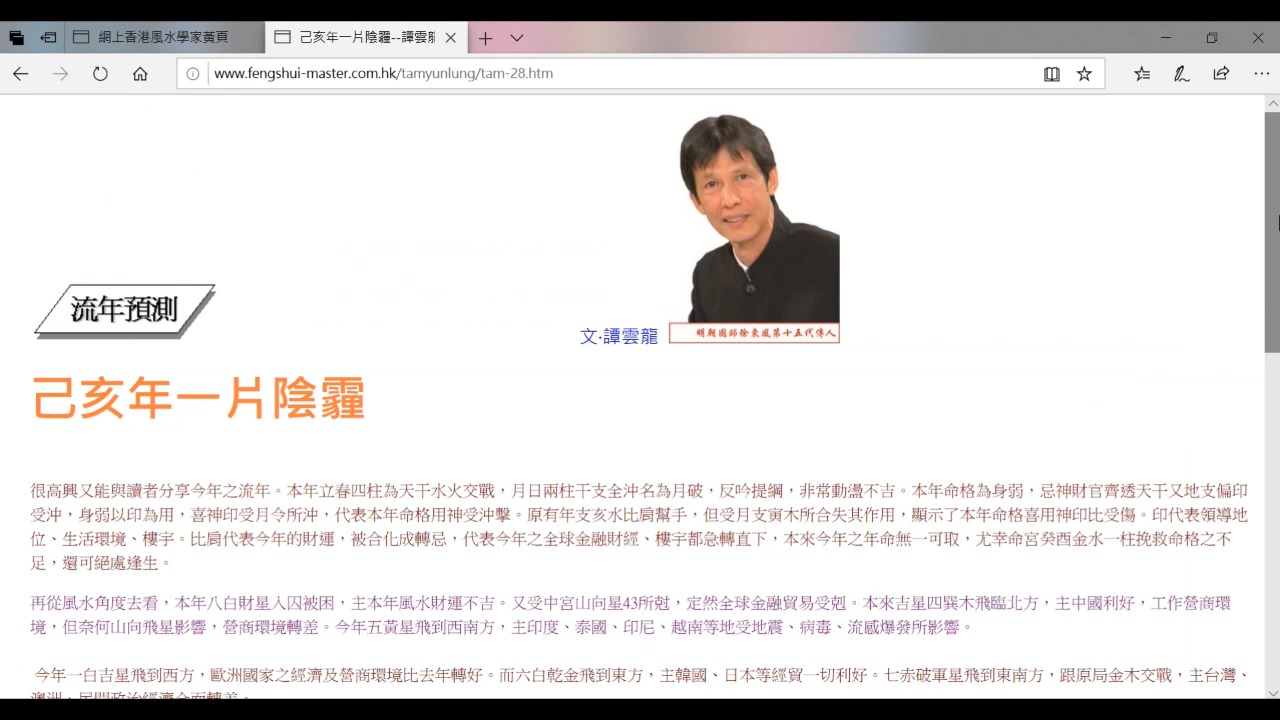 網上香港風水學家黃頁
己亥年一片陰霾--譚雲龍
www.fengshui-master.com.hk/tamyunlung/tam-28.htm
流年預測
文‧譚雲龍
明朝國師徐東風第十五代傳人
己亥年一片陰霾
很高興又能與讀者分享今年之流年。本年立春四柱為天干水火交戰，月日兩柱干支全沖名為月破，反吟提綱，非常動盪不吉。本年命格為身弱，忌神財官齊透天干又地支偏印
受沖，身弱以印為用，喜神印受月令所沖，代表本年命格用神受沖擊。原有年支亥水比肩幫手，但受月支寅木所合失其作用，顯示了本年命格喜用神印比受傷。印代表領導地
位、生活環境、樓宇。比肩代表今年的財運，被合化成轉忌，代表今年之全球金融財經、樓宇都急轉直下，本來今年之年命無一可取，尤幸命宮癸酉金水一柱挽救命格之不
足，還可絕處逢生。
再從風水角度去看，本年八白財星入囚被困，主本年風水財運不吉。又受中宮山向星43所尅，定然全球金融貿易受剋。本來吉星四巽木飛臨北方，主中國利好，工作營商環
境，但奈何山向飛星影響，營商環境轉差。今年五黃星飛到西南方，主印度、泰國、印尼、越南等地受地震、病毒、流感爆發所影響。
今年一白吉星飛到西方，歐洲國家之經濟及營商環境比去年轉好。而六白乾金飛到東方，主韓國、日本等經貿一切利好。七赤破軍星飛到東南方，跟原局金木交戰，主台灣、
澳洲、民間政治經濟全面轉差。